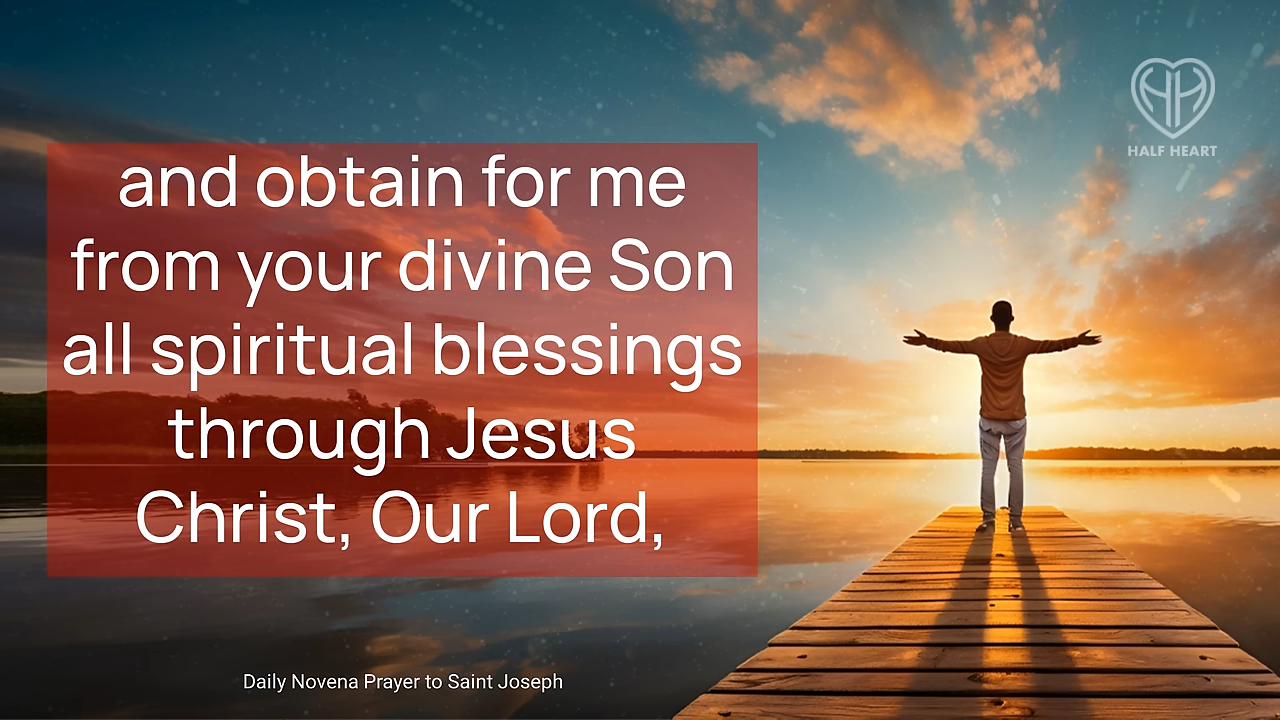 and obtain for me
from your divine Son
all spiritual blessings
through Jesus
Christ, Our Lord,
HALF HEART
Daily Novena Prayer to Saint Joseph